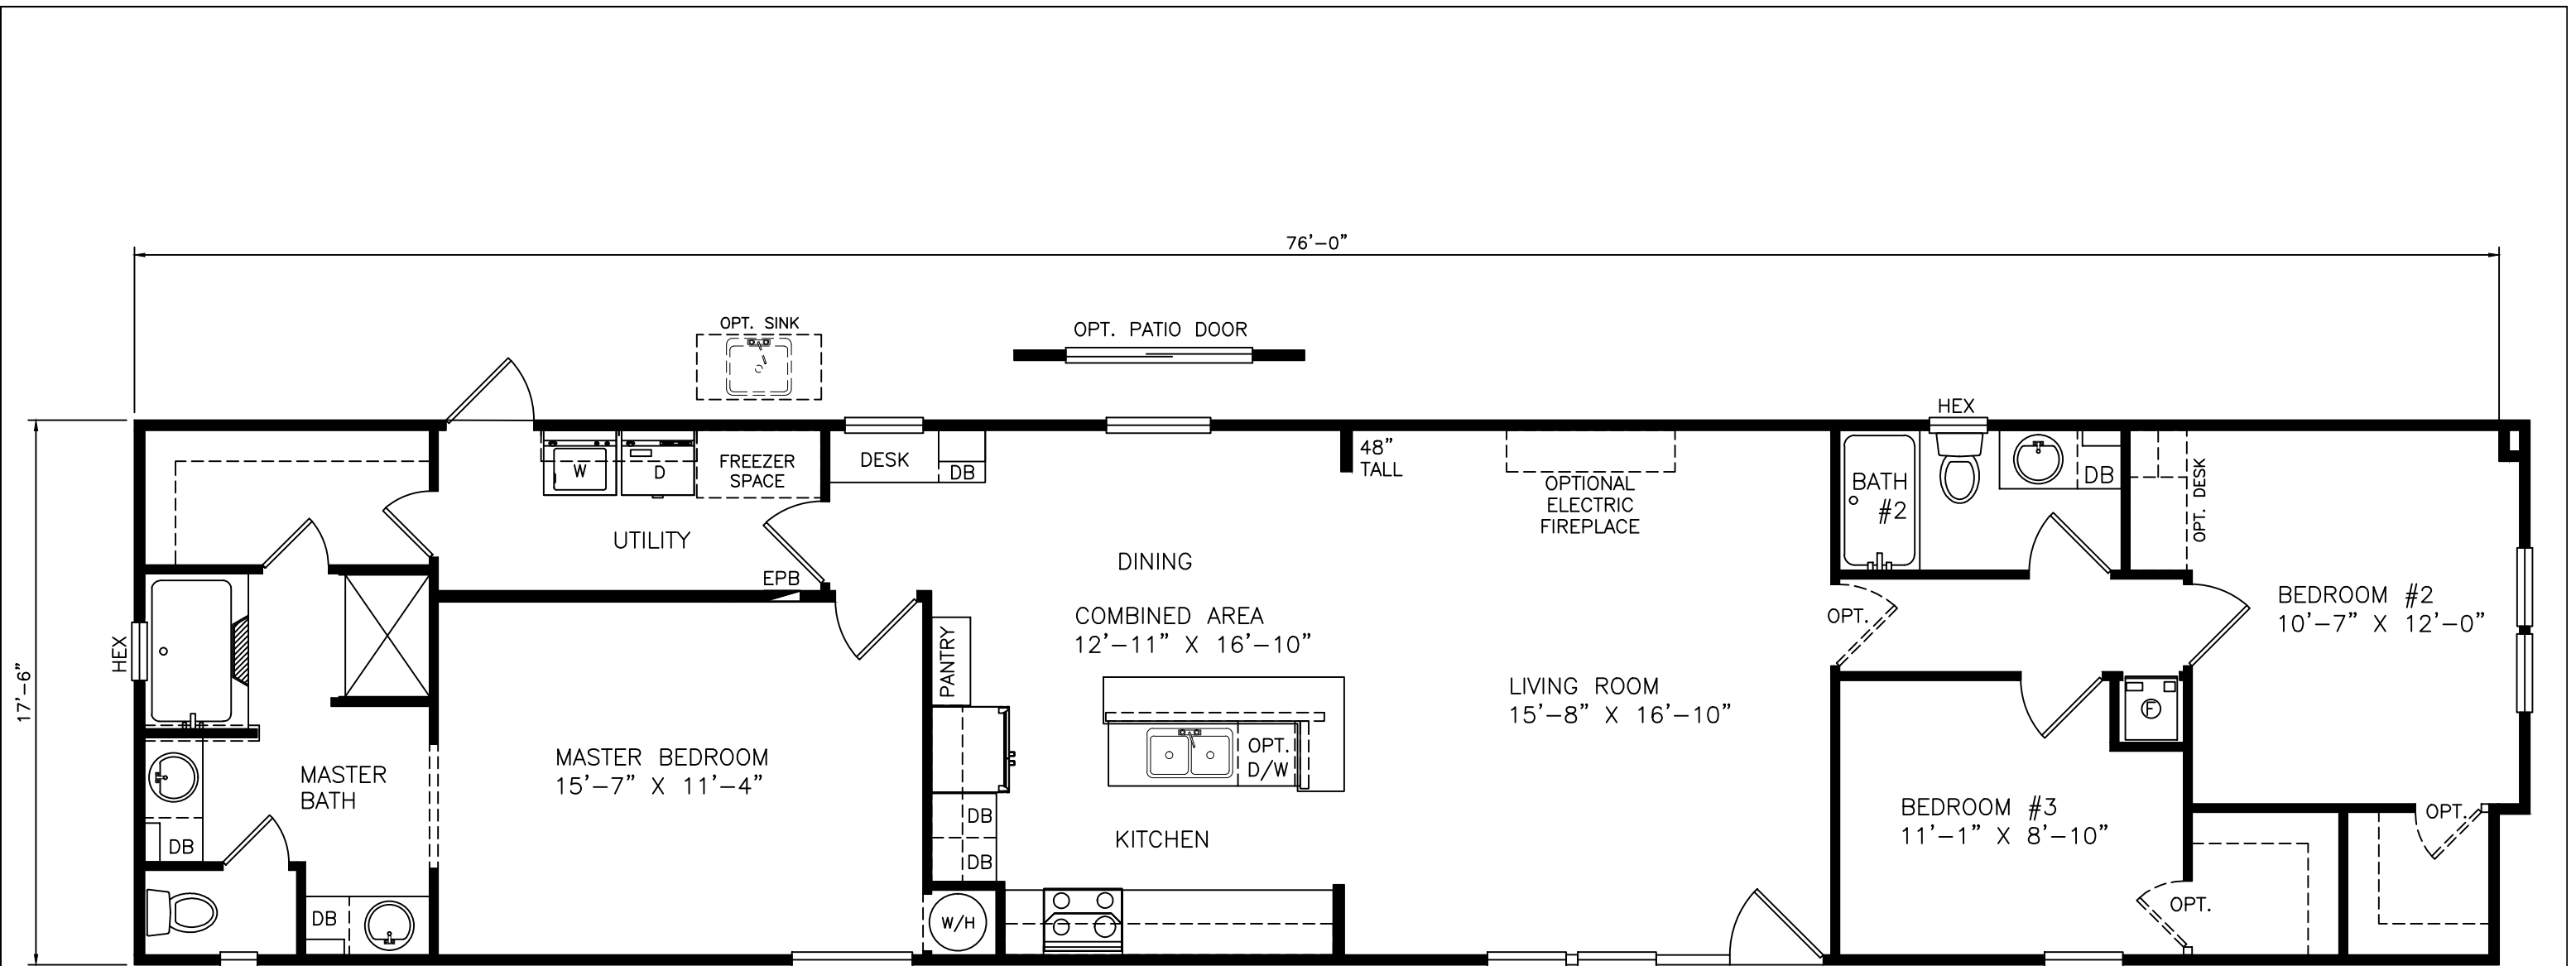 76'-0"
OPT. SINK
OPT. PATIO DOOR
HEX
W
D
FREEZER
SPACE
DESK
DB
48"
TALL
OPTIONAL
ELECTRIC
FIREPLACE
BATH
#2
DB
OPT. DESK
UTILITY
EPB
DINING
COMBINED AREA
12'-11" X 16'-10"
OPT.
BEDROOM #2
10'-7" X 12'-0"
HEX
17'-6"
PANTRY
LIVING ROOM
15'-8" X 16'-10"
F
MASTER BEDROOM
15'-7" X 11'-4"
MASTER
BATH
OPT.
D/W
DB
DB
DB
KITCHEN
BEDROOM #3
11'-1" X 8'-10"
OPT.
DB
W/H
OPT.